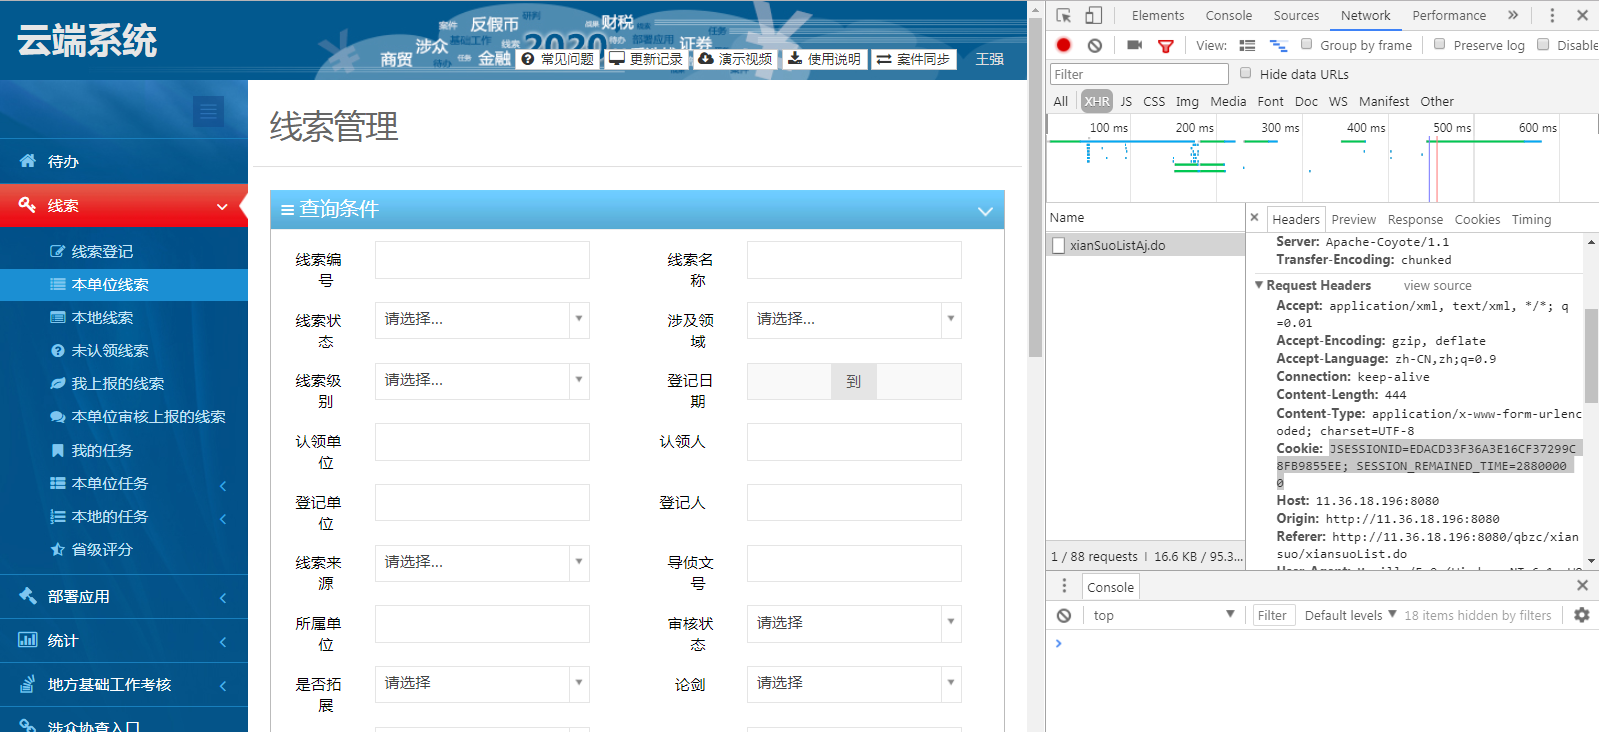 云端系统
案件 反假币 研判 战果 财税 任务
涉众 基础工作 线索 2020 待办 部署应用 证券
商贸 待办 任务 金融
常见问题 更新记录 演示视频 使用说明 案件同步 王强
待办
线索
线索登记
本单位线索
本地线索
未认领线索
我上报的线索
本单位审核上报的线索
我的任务
本单位任务
本地的任务
省级评分
部署应用
统计
地方基础工作考核
涉众协查入口
线索管理
查询条件
线索编号 线索名称
线索状态 请选择... 涉及领域 请选择...
线索级别 请选择... 登记日期 到
认领单位 认领人
登记单位 登记人
线索来源 请选择... 导侦文号
所属单位 审核状态 请选择
是否拓展 请选择 论剑 请选择
Elements Console Sources Network Performance »
View: Group by frame Preserve log Disable
Filter Hide data URLs
All XHR JS CSS Img Media Font Doc WS Manifest Other
100 ms 200 ms 300 ms 400 ms 500 ms 600 ms
Name
xianSuoListAj.do
1 / 88 requests | 16.6 KB / 95.3...
× Headers Preview Response Cookies Timing
Server: Apache-Coyote/1.1
Transfer-Encoding: chunked
Request Headers view source
Accept: application/xml, text/xml, */*; q
=0.01
Accept-Encoding: gzip, deflate
Accept-Language: zh-CN,zh;q=0.9
Connection: keep-alive
Content-Length: 444
Content-Type: application/x-www-form-urlenc
oded; charset=UTF-8
Cookie: JSESSIONID=EDACD33F36A3E16CF37299C
8FB9855EE; SESSION_REMAINED_TIME=2880000
0
Host: 11.36.18.196:8080
Origin: http://11.36.18.196:8080
Referer: http://11.36.18.196:8080/qbzc/xian
suo/xiansuoList.do
Console
top Filter Default levels 18 items hidden by filters